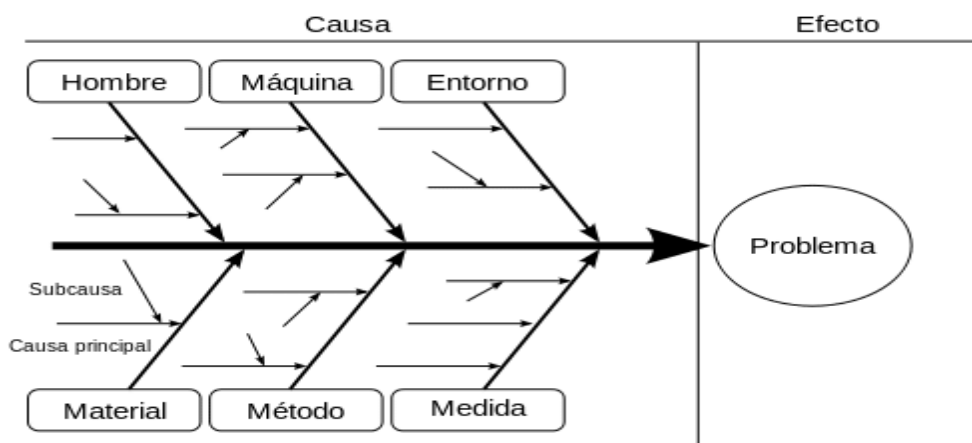 Causa
Efecto
Hombre
Máquina
Entorno
Problema
Subcausa
Causa principal
Material
Método
Medida